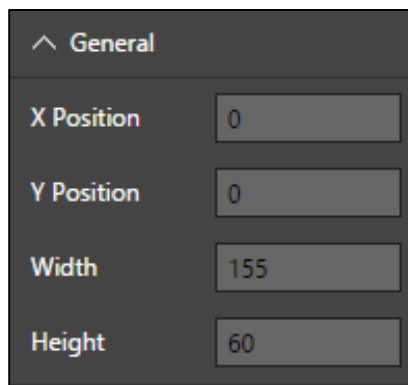 General
X Position 0
Y Position 0
Width 155
Height 60